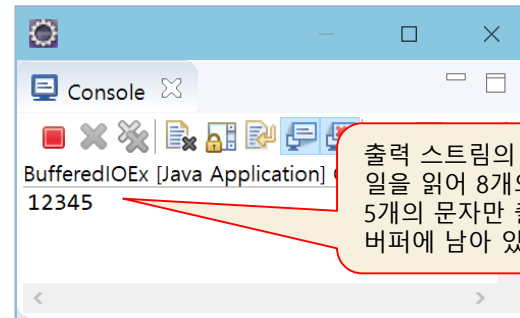 Console
BufferedIOEx [Java Application]
12345
출력 스트림의
일을 읽어 8개
5개의 문자만
버퍼에 남아